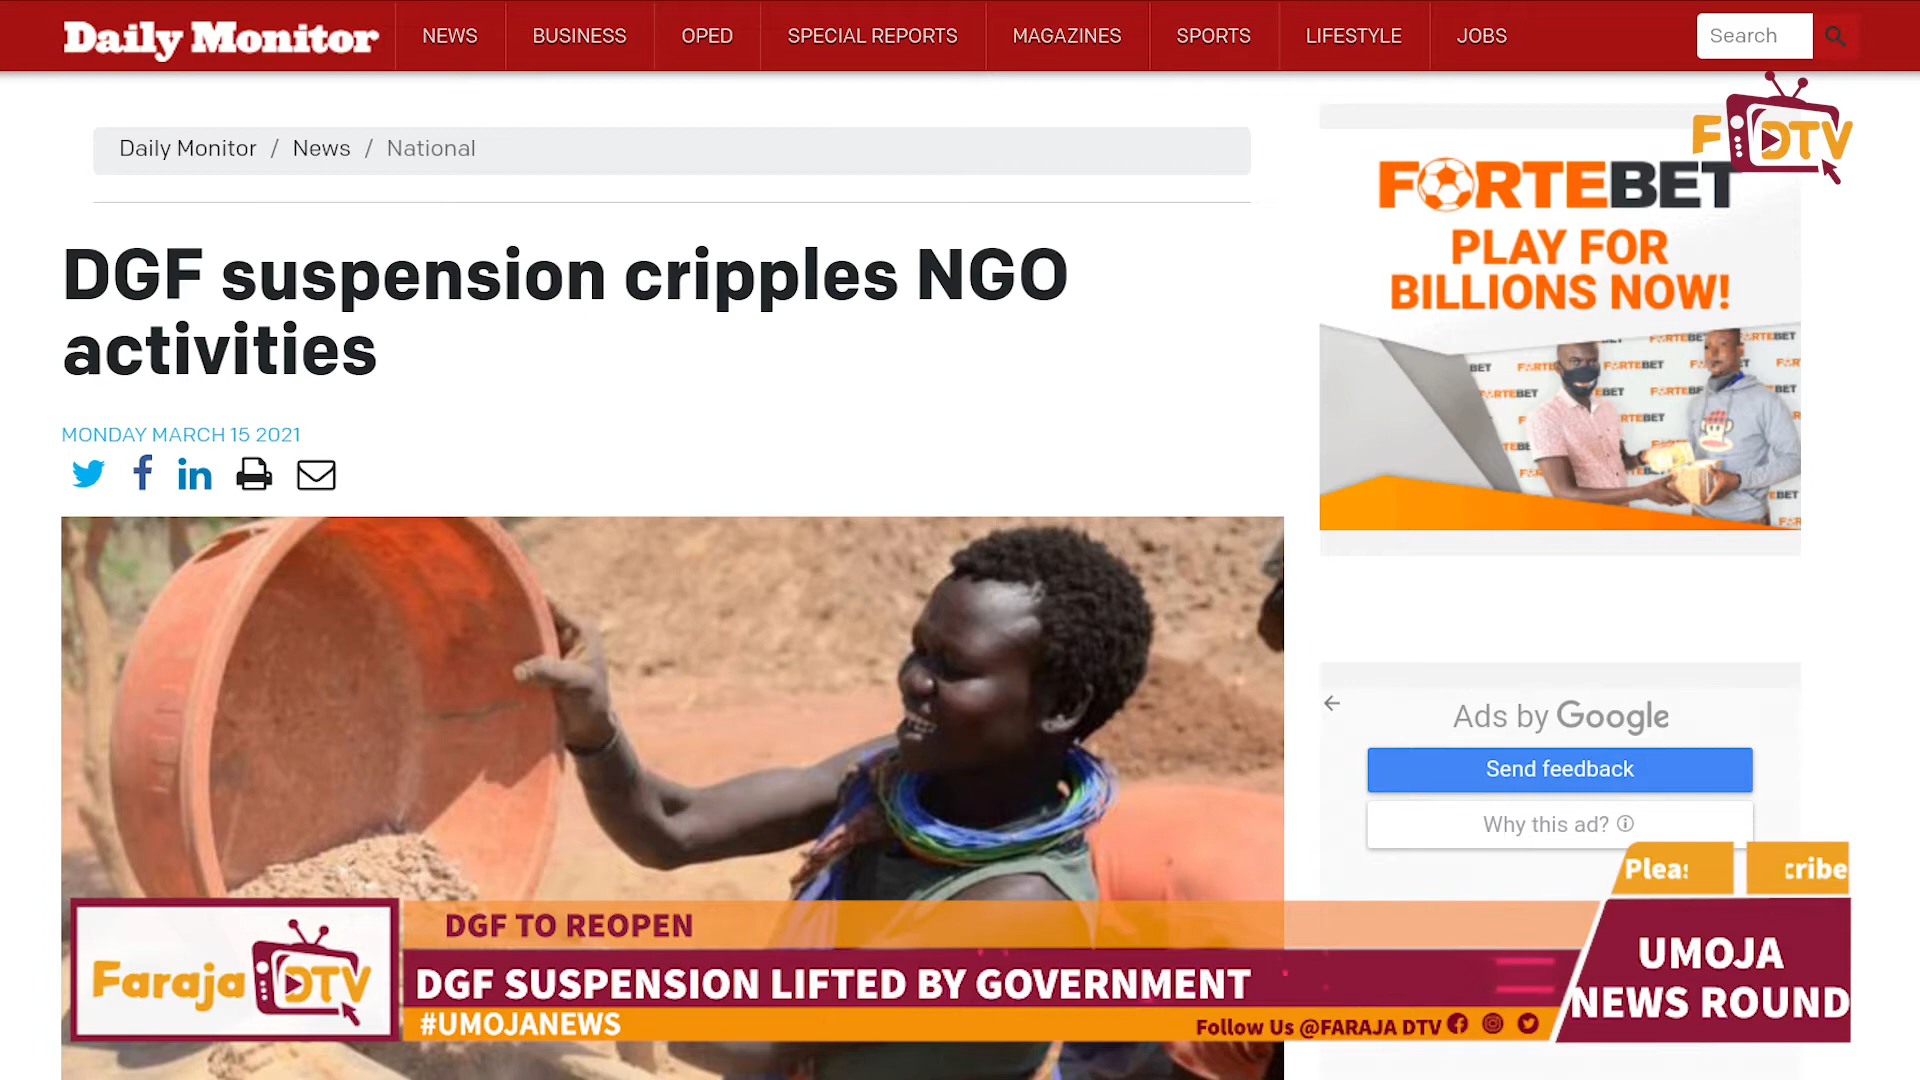 Daily Monitor NEWS BUSINESS OPED SPECIAL REPORTS MAGAZINES SPORTS LIFESTYLE JOBS Search
F DTV
Daily Monitor / News / National
DGF suspension cripples NGO
activities
MONDAY MARCH 15 2021
FORTEBET
PLAY FOR
BILLIONS NOW!
Ads by Google
Send feedback
Why this ad?
DGF TO REOPEN
DGF SUSPENSION LIFTED BY GOVERNMENT
#UMOJANEWS
Follow Us @FARAJA DTV
Faraja DTV
UMOJA
NEWS ROUND